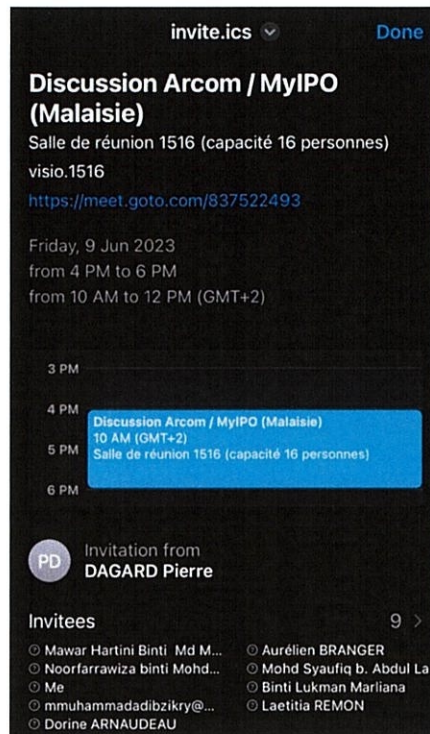 invite.ics
Done
Discussion Arcom / MyIPO
(Malaisie)
Salle de réunion 1516 (capacité 16 personnes)
visio.1516
https://meet.goto.com/837522493
Friday, 9 Jun 2023
from 4 PM to 6 PM
from 10 AM to 12 PM (GMT+2)
3 PM
4 PM
Discussion Arcom / MyIPO (Malaisie)
10 AM (GMT+2)
5 PM
Salle de réunion 1516 (capacité 16 personnes)
6 PM
PD
Invitation from
DAGARD Pierre
Invitees
9
Mawar Hartini Binti Md M...
Aurélien BRANGER
Noorfarrawiza binti Mohd...
Mohd Syaufiq b. Abdul La
Me
Binti Lukman Marliana
mmuhammadadibzikry@...
Laetitia REMON
Dorine ARNAUDEAU